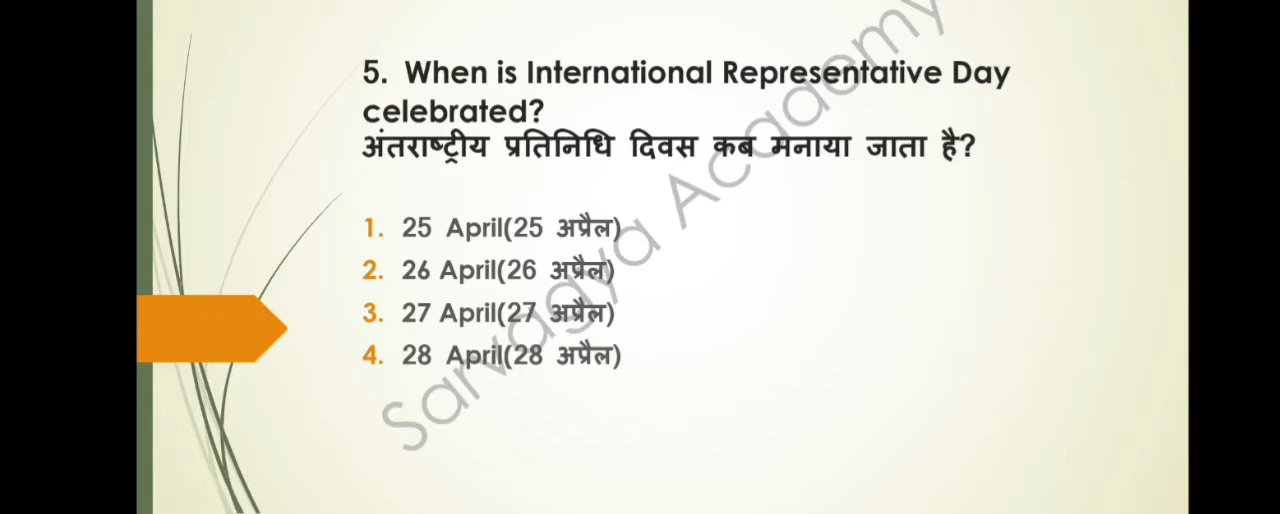 5. When is International Representative Day
celebrated?
अंतराष्ट्रीय प्रतिनिधि दिवस कब मनाया जाता है?
1. 25 April(25 अप्रैल)
2. 26 April(26 अप्रैल)
3. 27 April(27 अप्रैल)
4. 28 April(28 अप्रैल)
Sarvagya Academy